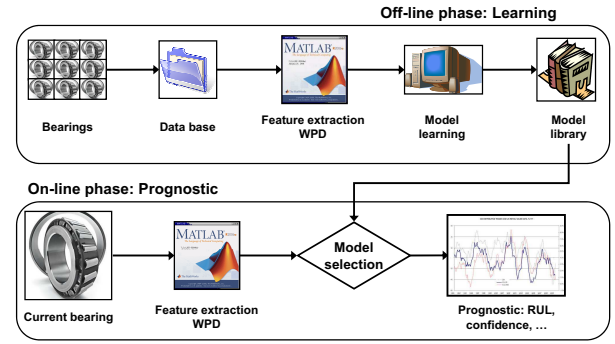 Off-line phase: Learning
MATLAB
Bearings
Data base
Feature extraction
WPD
Model
learning
Model
library
On-line phase: Prognostic
MATLAB
Model
selection
Current bearing
Feature extraction
WPD
Prognostic: RUL,
confidence, …